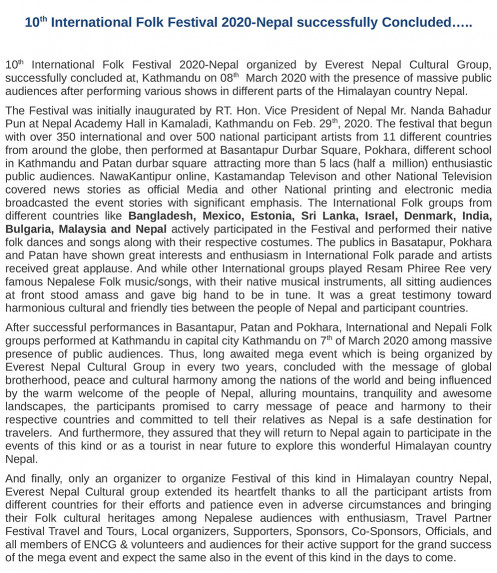 10th International Folk Festival 2020-Nepal successfully Concluded…..
10th International Folk Festival 2020-Nepal organized by Everest Nepal Cultural Group,
successfully concluded at, Kathmandu on 08th March 2020 with the presence of massive public
audiences after performing various shows in different parts of the Himalayan country Nepal.
The Festival was initially inaugurated by RT. Hon. Vice President of Nepal Mr. Nanda Bahadur
Pun at Nepal Academy Hall in Kamaladi, Kathmandu on Feb. 29th, 2020. The festival that begun
with over 350 international and over 500 national participant artists from 11 different countries
from around the globe, then performed at Basantapur Durbar Square, Pokhara, different school
in Kathmandu and Patan durbar square attracting more than 5 lacs (half a million) enthusiastic
public audiences. NawaKantipur online, Kastamandap Televison and other National Television
covered news stories as official Media and other National printing and electronic media
broadcasted the event stories with significant emphasis. The International Folk groups from
different countries like Bangladesh, Mexico, Estonia, Sri Lanka, Israel, Denmark, India,
Bulgaria, Malaysia and Nepal actively participated in the Festival and performed their native
folk dances and songs along with their respective costumes. The publics in Basatapur, Pokhara
and Patan have shown great interests and enthusiasm in International Folk parade and artists
received great applause. And while other International groups played Resam Phiree Ree very
famous Nepalese Folk music/songs, with their native musical instruments, all sitting audiences
at front stood amass and gave big hand to be in tune. It was a great testimony toward
harmonious cultural and friendly ties between the people of Nepal and participant countries.
After successful performances in Basantapur, Patan and Pokhara, International and Nepali Folk
groups performed at Kathmandu in capital city Kathmandu on 7th of March 2020 among massive
presence of public audiences. Thus, long awaited mega event which is being organized by
Everest Nepal Cultural Group in every two years, concluded with the message of global
brotherhood, peace and cultural harmony among the nations of the world and being influenced
by the warm welcome of the people of Nepal, alluring mountains, tranquility and awesome
landscapes, the participants promised to carry message of peace and harmony to their
respective countries and committed to tell their relatives as Nepal is a safe destination for
travelers. And furthermore, they assured that they will return to Nepal again to participate in the
events of this kind or as a tourist in near future to explore this wonderful Himalayan country
Nepal.
And finally, only an organizer to organize Festival of this kind in Himalayan country Nepal,
Everest Nepal Cultural group extended its heartfelt thanks to all the participant artists from
different countries for their efforts and patience even in adverse circumstances and bringing
their Folk cultural heritages among Nepalese audiences with enthusiasm, Travel Partner
Festival Travel and Tours, Local organizers, Supporters, Sponsors, Co-Sponsors, Officials, and
all members of ENCG & volunteers and audiences for their active support for the grand success
of the mega event and expect the same also in the event of this kind in the days to come.